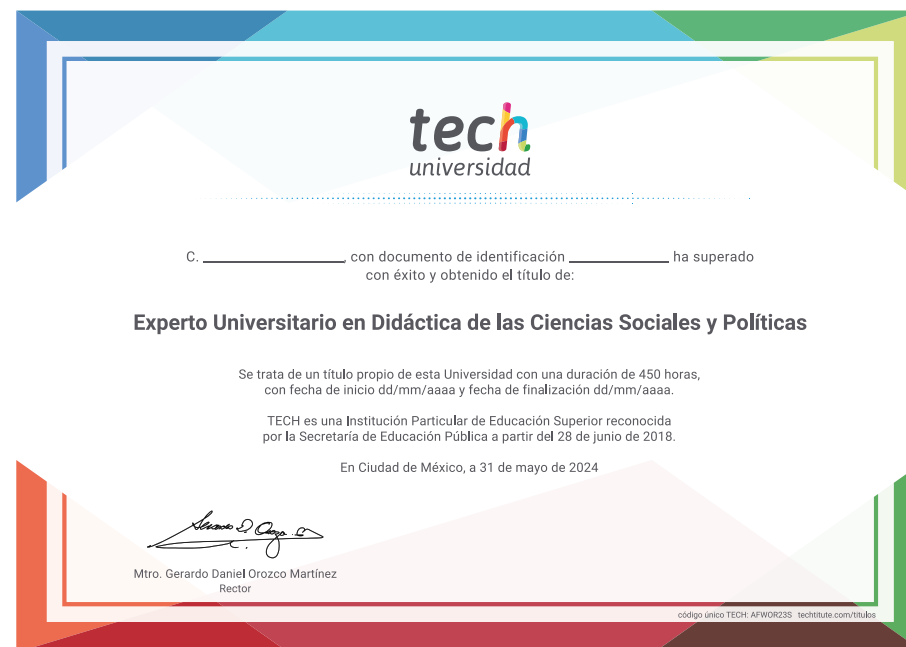 tech
universidad
C. ________________, con documento de identificación ____________ ha superado
con éxito y obtenido el título de:
Experto Universitario en Didáctica de las Ciencias Sociales y Políticas
Se trata de un título propio de esta Universidad con una duración de 450 horas,
con fecha de inicio dd/mm/aaaa y fecha de finalización dd/mm/aaaa.
TECH es una Institución Particular de Educación Superior reconocida
por la Secretaría de Educación Pública a partir del 28 de junio de 2018.
En Ciudad de México, a 31 de mayo de 2024
Mtro. Gerardo Daniel Orozco Martínez
Rector
código único TECH: AFWOR23S techtitute.com/titulos